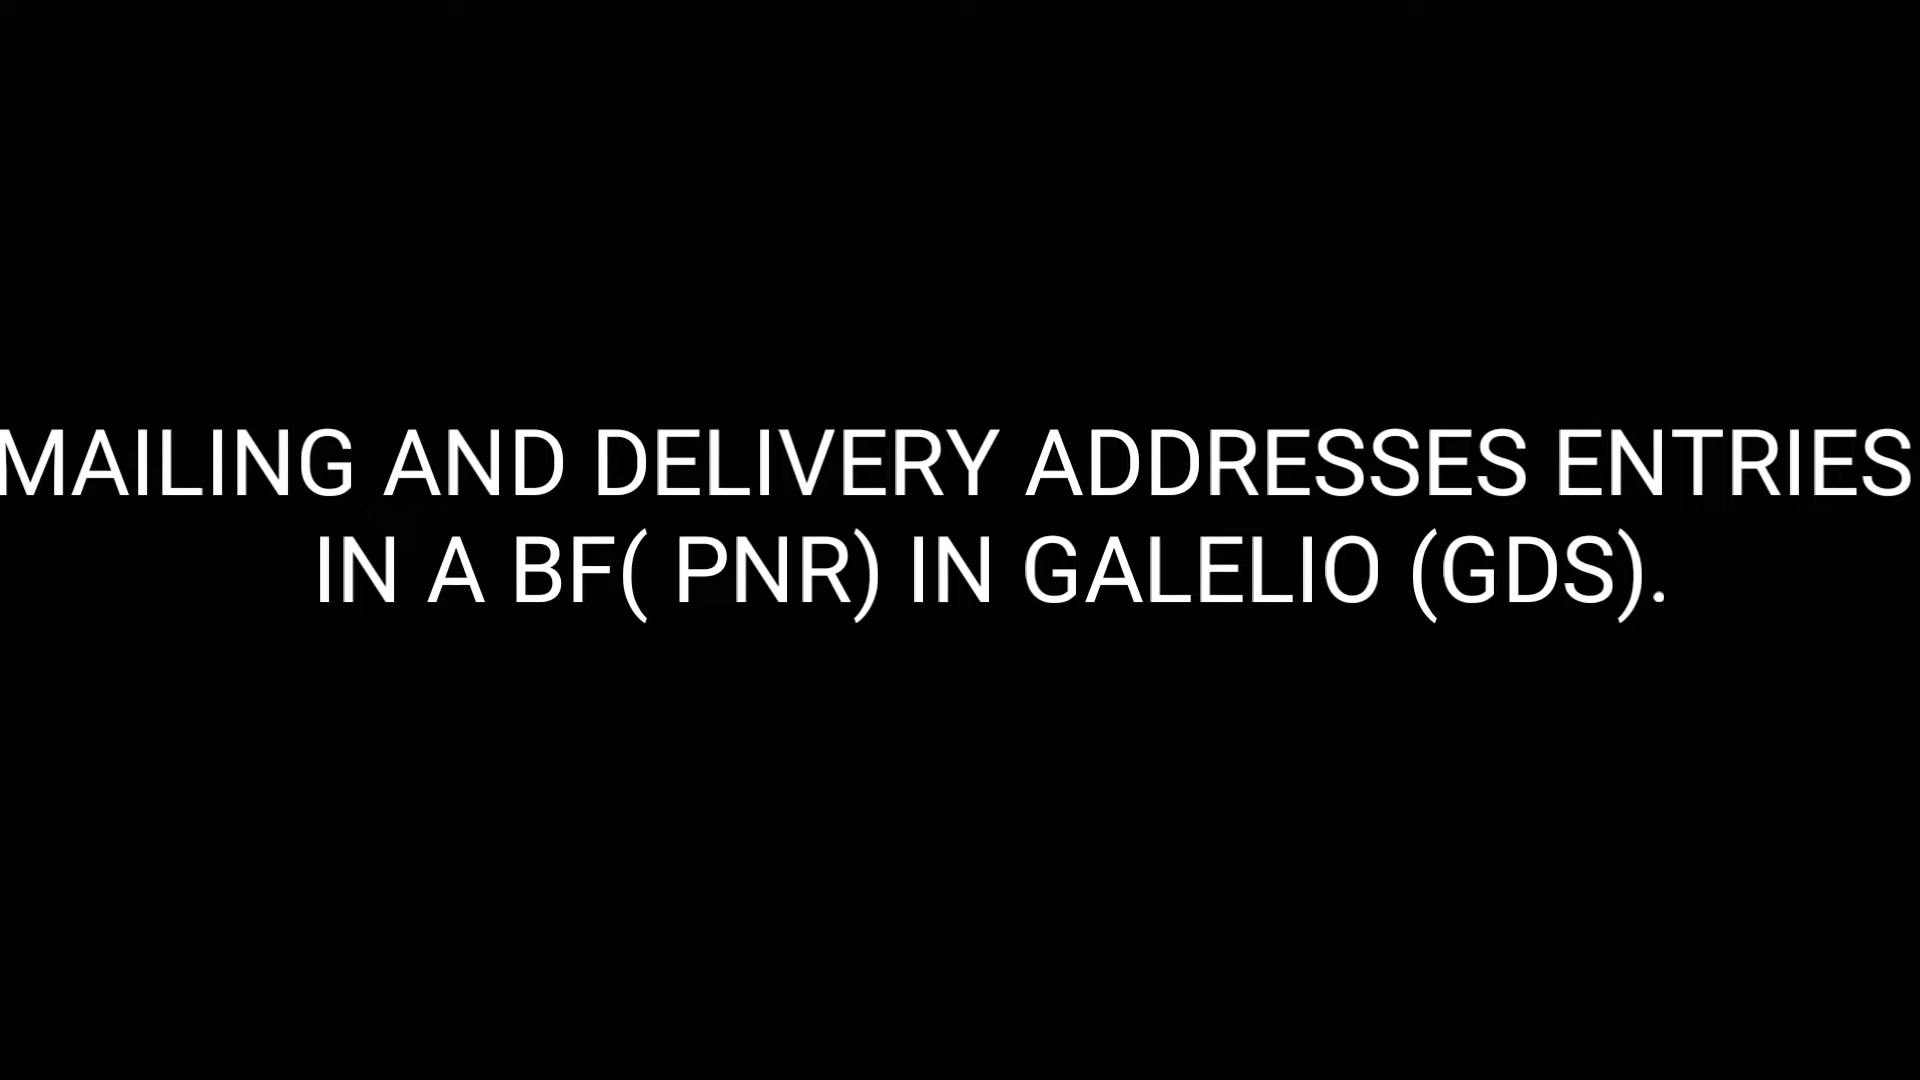 MAILING AND DELIVERY ADDRESSES ENTRIES
IN A BF( PNR) IN GALELIO (GDS).